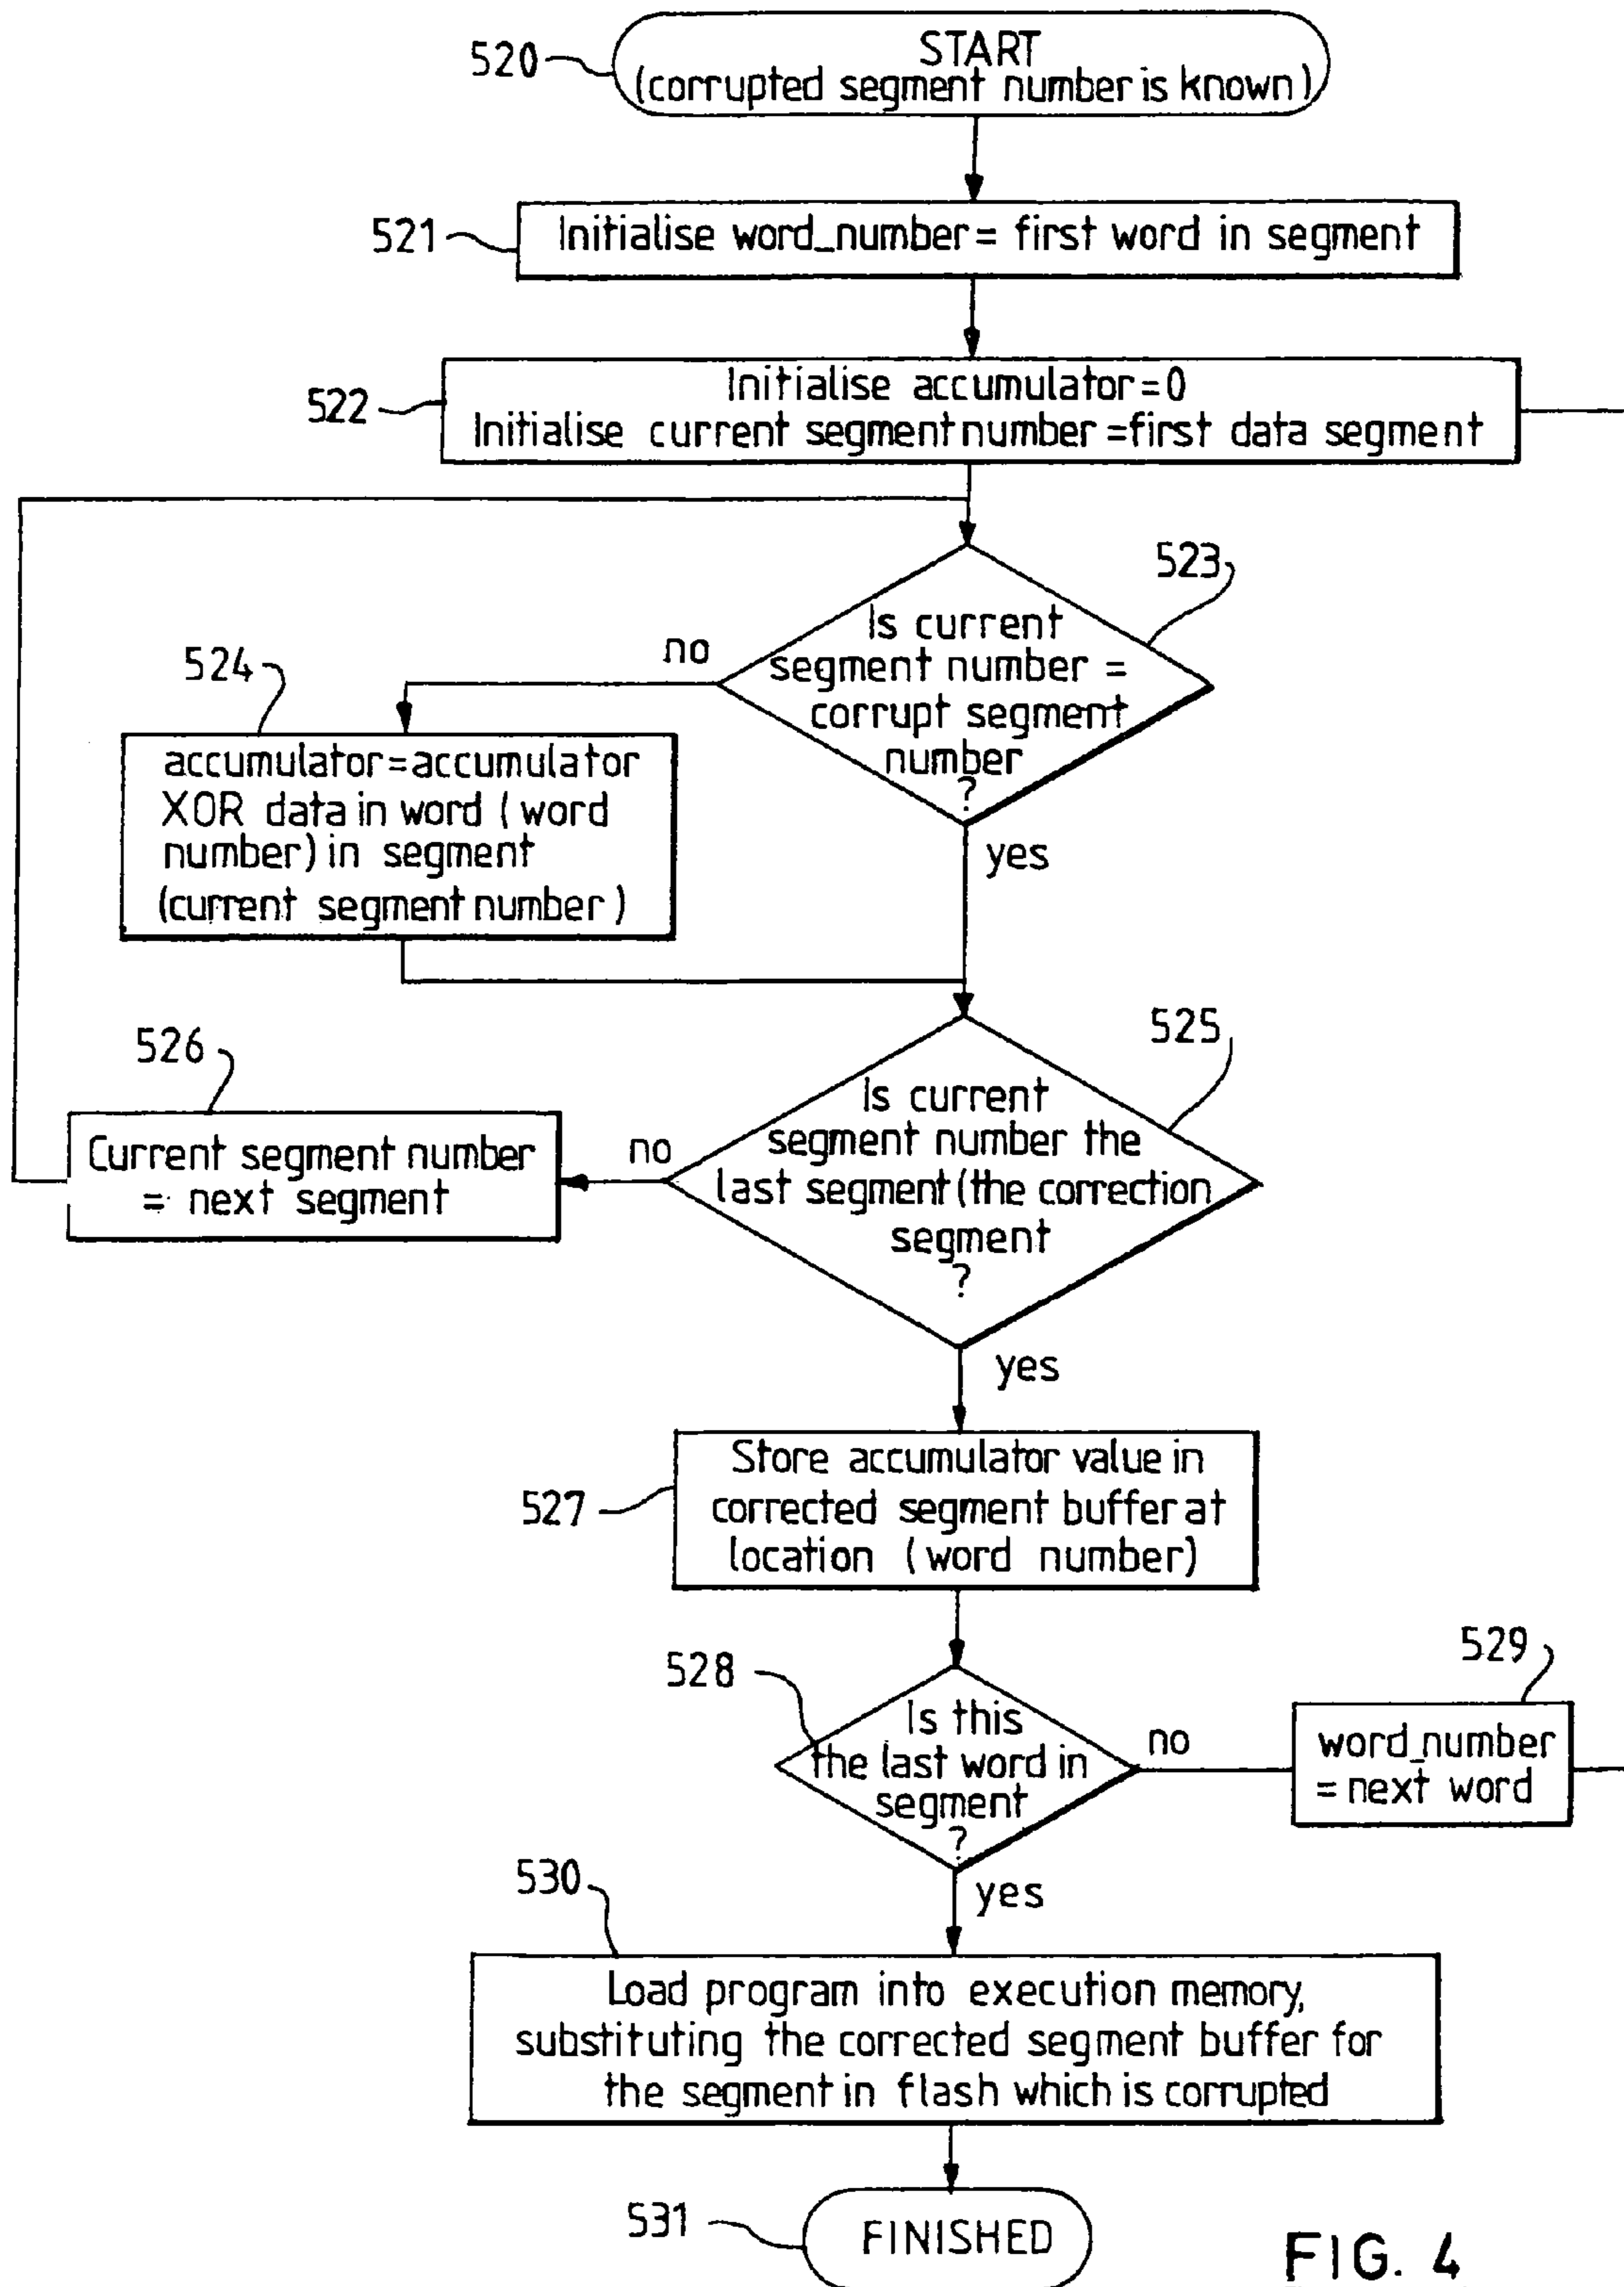 520
START
(corrupted segment number is known)
521
Initialise word_number= first word in segment
522
Initialise accumulator=0
Initialise current segment number =first data segment
523
Is current
segment number =
corrupt segment
number
?
no
yes
524
accumulator=accumulator
XOR data in word (word
number) in segment
(current segment number)
525
Is current
segment number the
last segment (the correction
segment
?
no
yes
526
Current segment number
= next segment
527
Store accumulator value in
corrected segment buffer at
location (word number)
528
Is this
the last word in
segment
?
no
yes
529
word_number
= next word
530
Load program into execution memory,
substituting the corrected segment buffer for
the segment in flash which is corrupted
531
FINISHED
FIG. 4